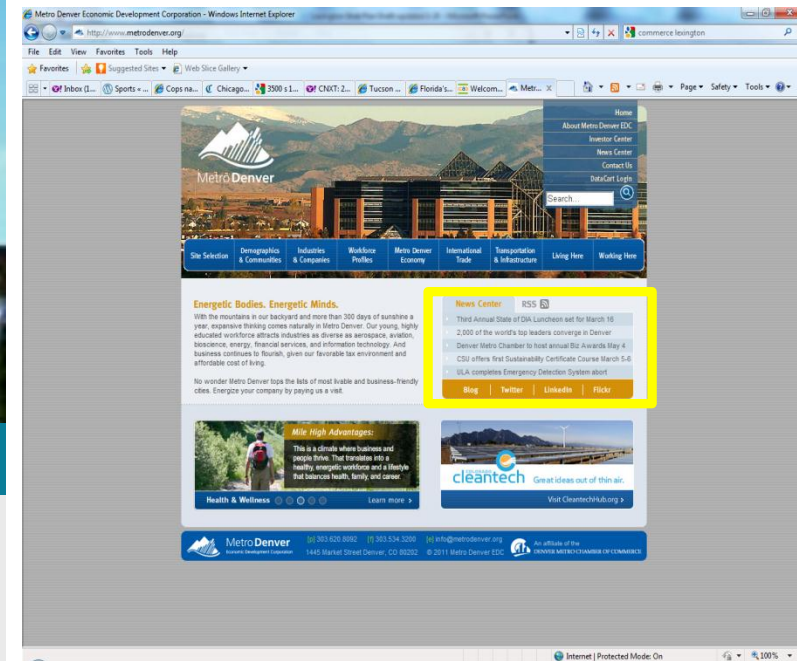 Metro Denver Economic Development Corporation - Windows Internet Explorer
http://www.metrodenver.org/
commerce lexington
File Edit View Favorites Tools Help
Favorites Suggested Sites Web Slice Gallery
Inbox (1... Sports « ... Cops na... Chicago... 3500 s 1... CNXT: 2... Tucson ... Florida's... Welcom... Metr...
Page Safety Tools
Home
About Metro Denver EDC
Investor Center
News Center
Contact Us
DataCart Login
Search...
Metro Denver
Site Selection
Demographics
& Communities
Industries
& Companies
Workforce
Profiles
Metro Denver
Economy
International
Trade
Transportation
& Infrastructure
Living Here
Working Here
Energetic Bodies. Energetic Minds.
With the mountains in our backyard and more than 300 days of sunshine a
year, expansive thinking comes naturally in Metro Denver. Our young, highly
educated workforce attracts industries as diverse as aerospace, aviation,
bioscience, energy, financial services, and information technology. And
business continues to flourish, given our favorable tax environment and
affordable cost of living.
No wonder Metro Denver tops the lists of most livable and business-friendly
cities. Energize your company by paying us a visit.
News Center RSS
Third Annual State of DIA Luncheon set for March 16
2,000 of the world's top leaders converge in Denver
Denver Metro Chamber to host annual Biz Awards May 4
CSU offers first Sustainability Certificate Course March 5-6
ULA completes Emergency Detection System abort
Blog | Twitter | LinkedIn | Flickr
Mile High Advantages:
This is a climate where business and
people thrive. That translates into a
healthy, energetic workforce and a lifestyle
that balances health, family, and career.
Health & Wellness
Learn more >
COLORADO
cleantech Great ideas out of thin air.
Visit CleantechHub.org >
Metro Denver
Economic Development Corporation
[p] 303.620.8092 [f] 303.534.3200 [e] info@metrodenver.org
1445 Market Street Denver, CO 80202 © 2011 Metro Denver EDC
An affiliate of the
DENVER METRO CHAMBER OF COMMERCE
Internet | Protected Mode: On
100%